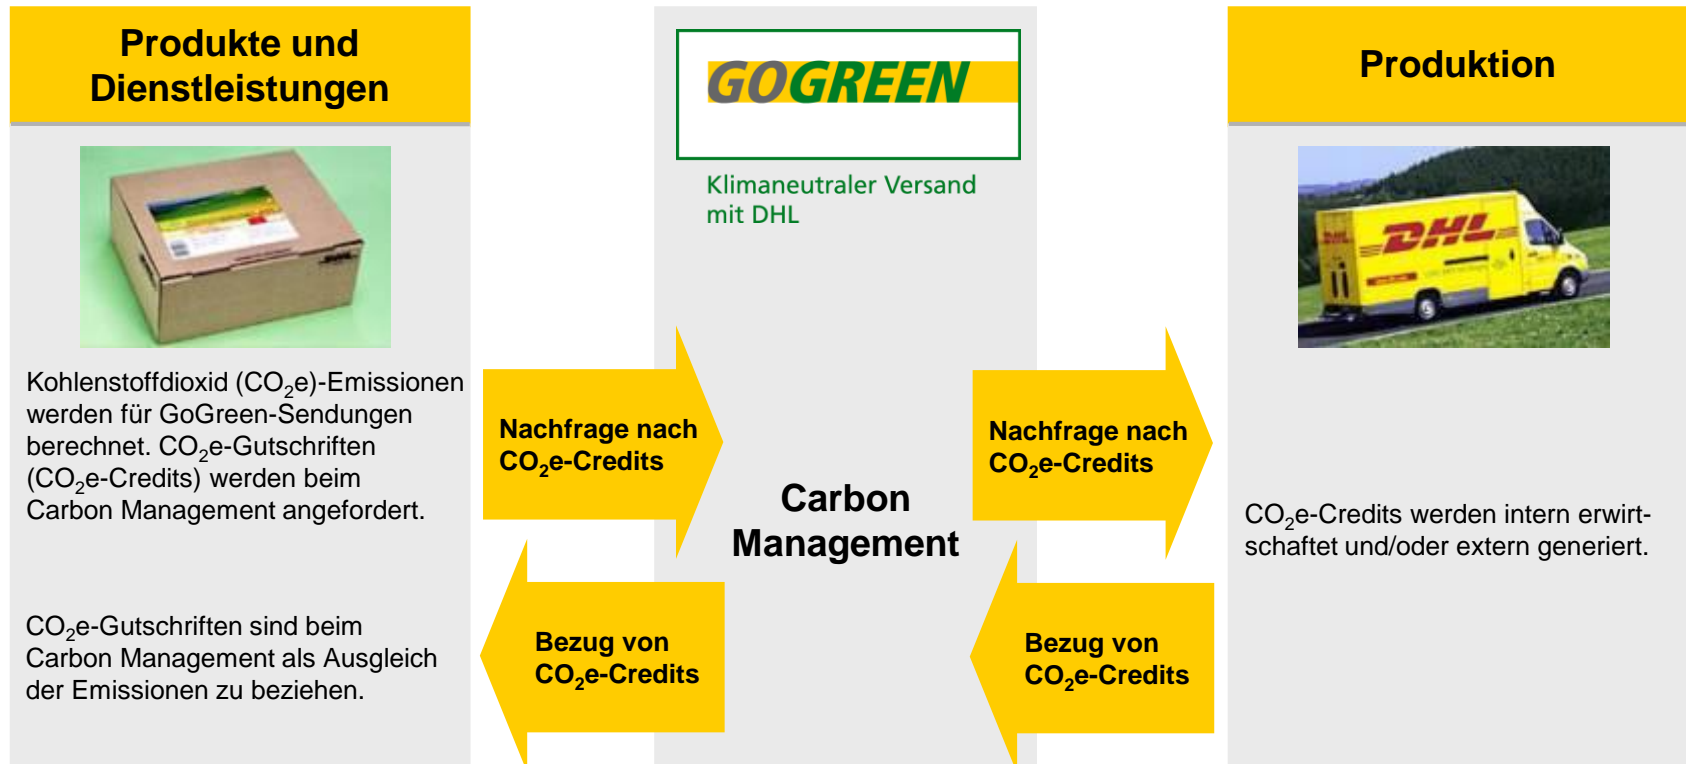 Produkte und
Dienstleistungen
Kohlenstoffdioxid (CO₂e)-Emissionen
werden für GoGreen-Sendungen
berechnet. CO₂e-Gutschriften
(CO₂e-Credits) werden beim
Carbon Management angefordert.
CO₂e-Gutschriften sind beim
Carbon Management als Ausgleich
der Emissionen zu beziehen.
Nachfrage nach
CO₂e-Credits
Bezug von
CO₂e-Credits
GOGREEN
Klimaneutraler Versand
mit DHL
Carbon
Management
Nachfrage nach
CO₂e-Credits
Bezug von
CO₂e-Credits
Produktion
DHL
DHL
CO₂e-Credits werden intern erwirt-
schaftet und/oder extern generiert.